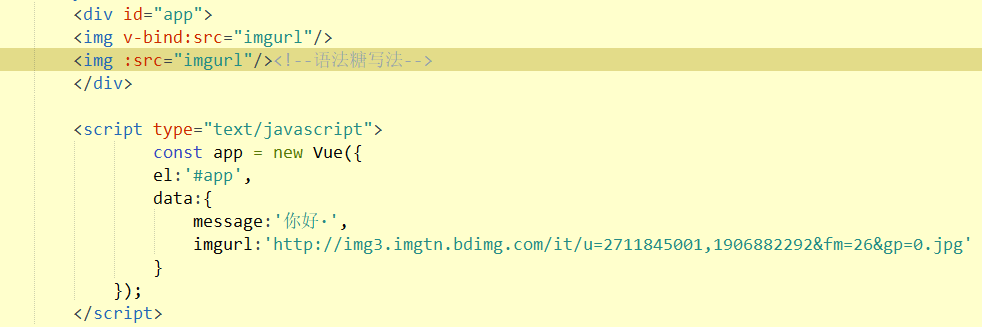 <div id="app">
<img v-bind:src="imgurl"/>
<img :src="imgurl"/><!--语法糖写法-->
</div>
<script type="text/javascript">
const app = new Vue({
el:'#app',
data:{
message:'你好·',
imgurl:'http://img3.imgtn.bdimg.com/it/u=2711845001,1906882292&fm=26&gp=0.jpg'
}
});
</script>